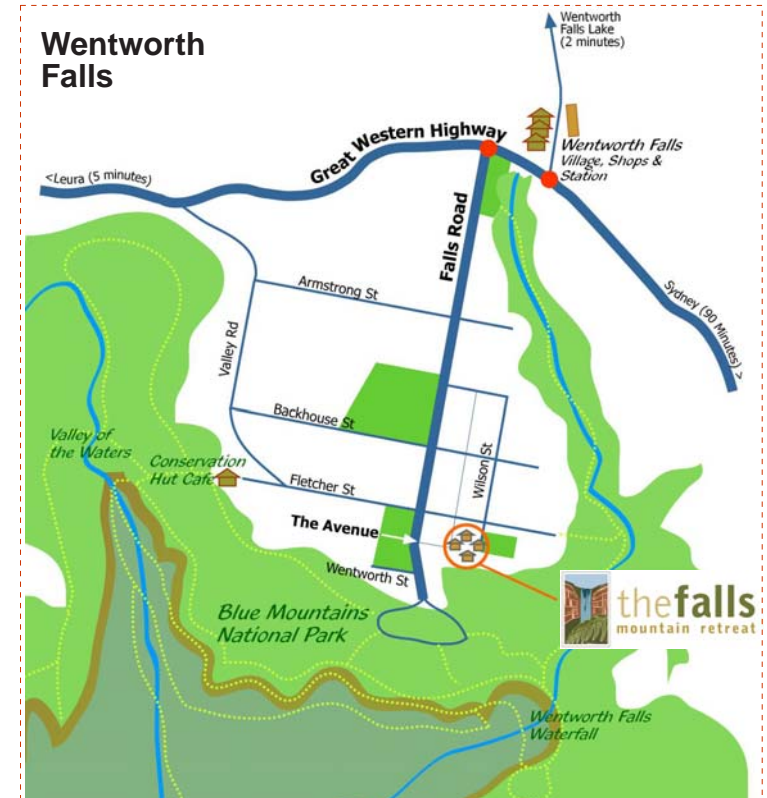 Wentworth
Falls
Wentworth
Falls Lake
(2 minutes)
Great Western Highway
Wentworth Falls
Village, Shops &
Station
<Leura (5 minutes)
Falls Road
Sydney (90 Minutes) >
Armstrong St
Valley Rd
Backhouse St
Valley of
the Waters
Conservation
Hut Cafe
Wilson St
Fletcher St
The Avenue
Wentworth St
thefalls
mountain retreat
Blue Mountains
National Park
Wentworth Falls
Waterfall